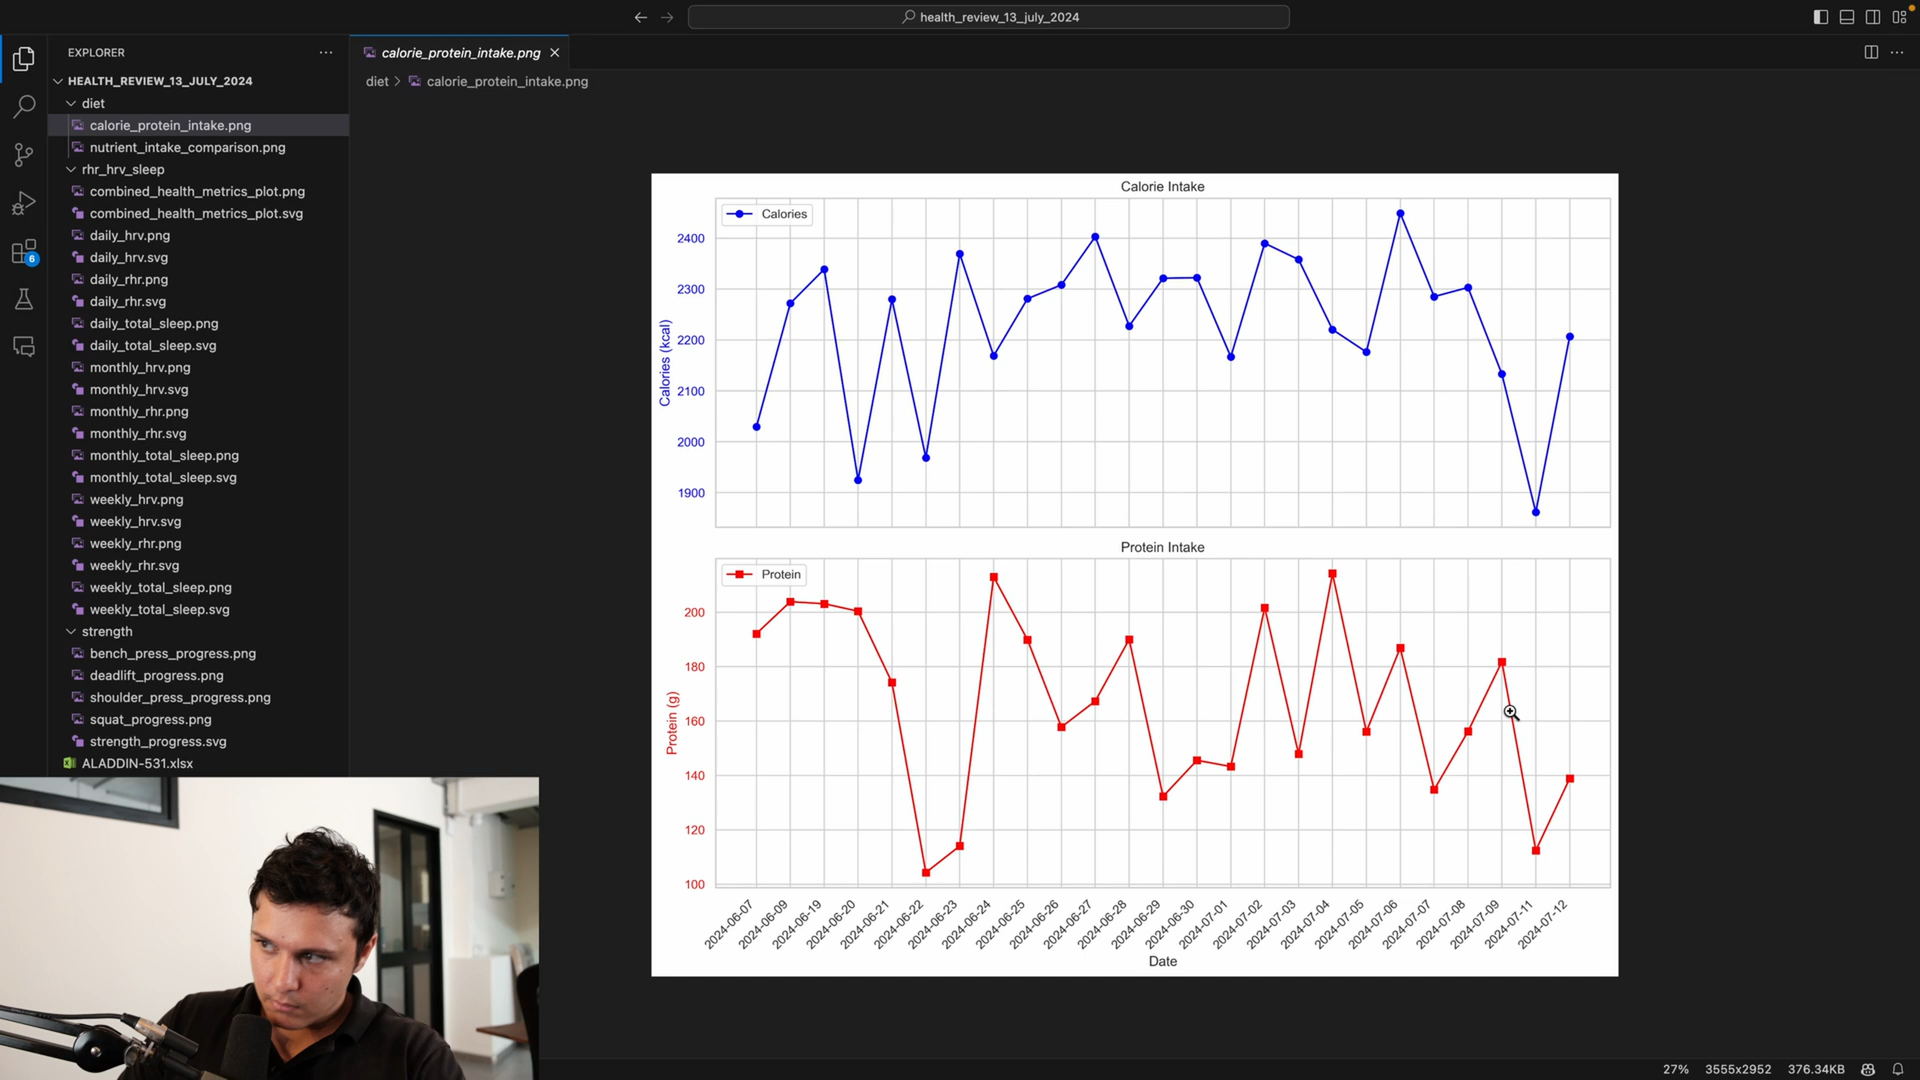 health_review_13_july_2024
EXPLORER
calorie_protein_intake.png
HEALTH_REVIEW_13_JULY_2024
diet > calorie_protein_intake.png
diet
calorie_protein_intake.png
nutrient_intake_comparison.png
rhr_hrv_sleep
combined_health_metrics_plot.png
combined_health_metrics_plot.svg
daily_hrv.png
daily_hrv.svg
daily_rhr.png
daily_rhr.svg
daily_total_sleep.png
daily_total_sleep.svg
monthly_hrv.png
monthly_hrv.svg
monthly_rhr.png
monthly_rhr.svg
monthly_total_sleep.png
monthly_total_sleep.svg
weekly_hrv.png
weekly_hrv.svg
weekly_rhr.png
weekly_rhr.svg
weekly_total_sleep.png
weekly_total_sleep.svg
strength
bench_press_progress.png
deadlift_progress.png
shoulder_press_progress.png
squat_progress.png
strength_progress.svg
ALADDIN-531.xlsx
6
Calorie Intake
Calories
Calories (kcal)
2400
2300
2200
2100
2000
1900
Protein Intake
Protein
Protein (g)
200
180
160
140
120
100
2024-06-07
2024-06-09
2024-06-19
2024-06-20
2024-06-21
2024-06-22
2024-06-23
2024-06-24
2024-06-25
2024-06-26
2024-06-27
2024-06-28
2024-06-29
2024-06-30
2024-07-01
2024-07-02
2024-07-03
2024-07-04
2024-07-05
2024-07-06
2024-07-07
2024-07-08
2024-07-09
2024-07-11
2024-07-12
Date
27% 3555x2952 376.34KB